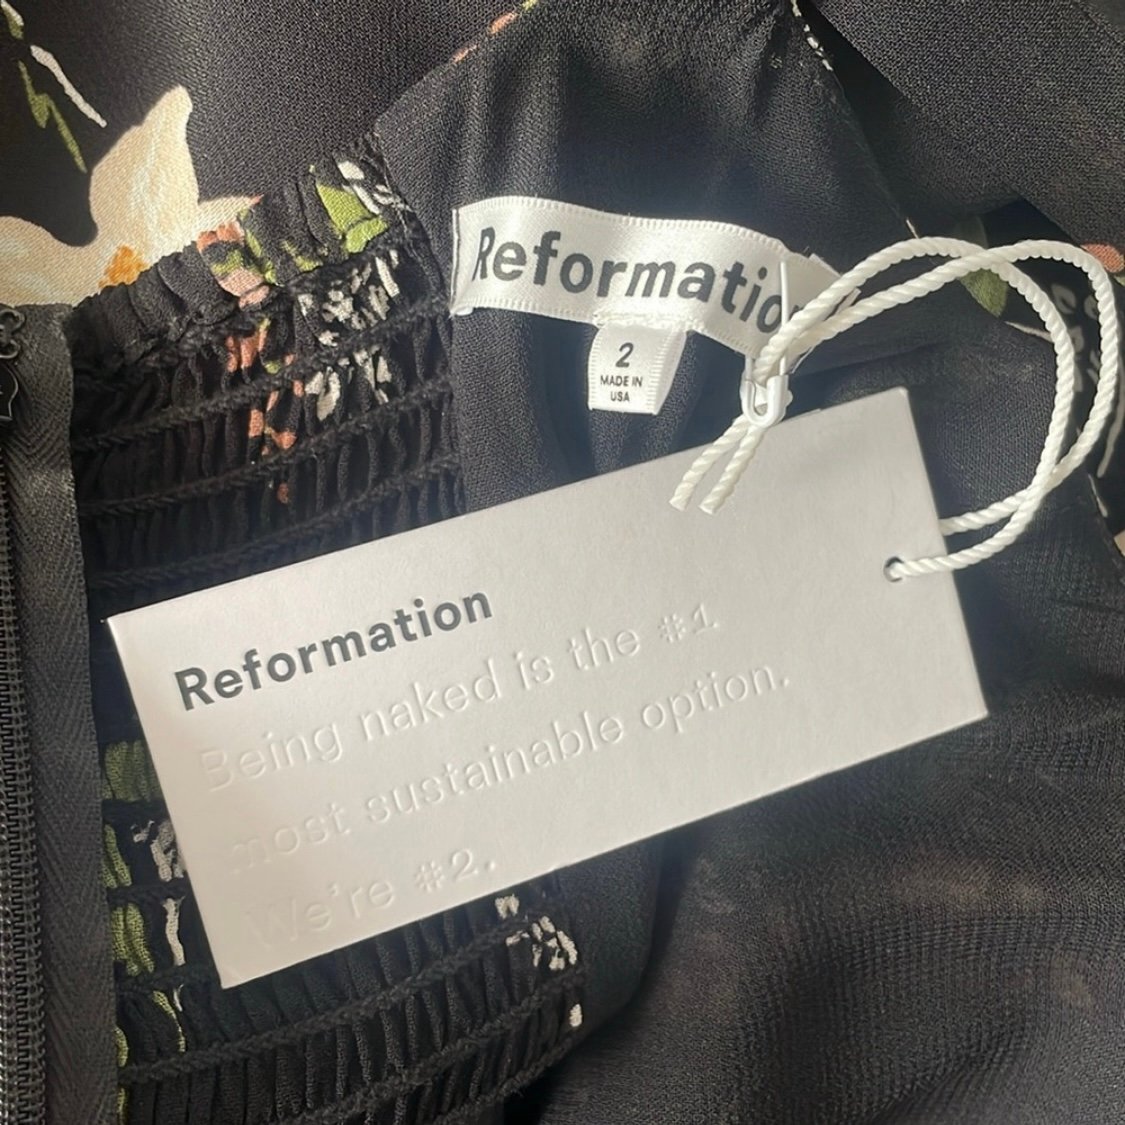 Reformation
2
MADE IN
USA
Reformation
Being naked is the #1
most sustainable option.
We're #2.